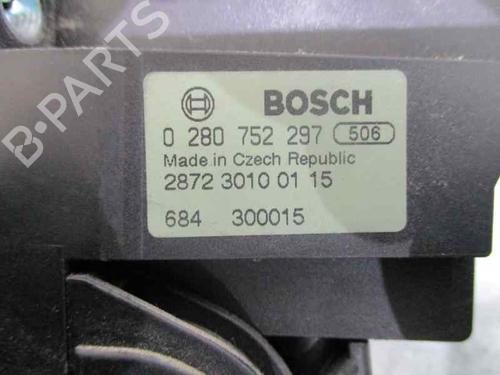 BOSCH
0 280 752 297 506
Made in Czech Republic
2872 3010 01 15
684 300015
B-PARTS